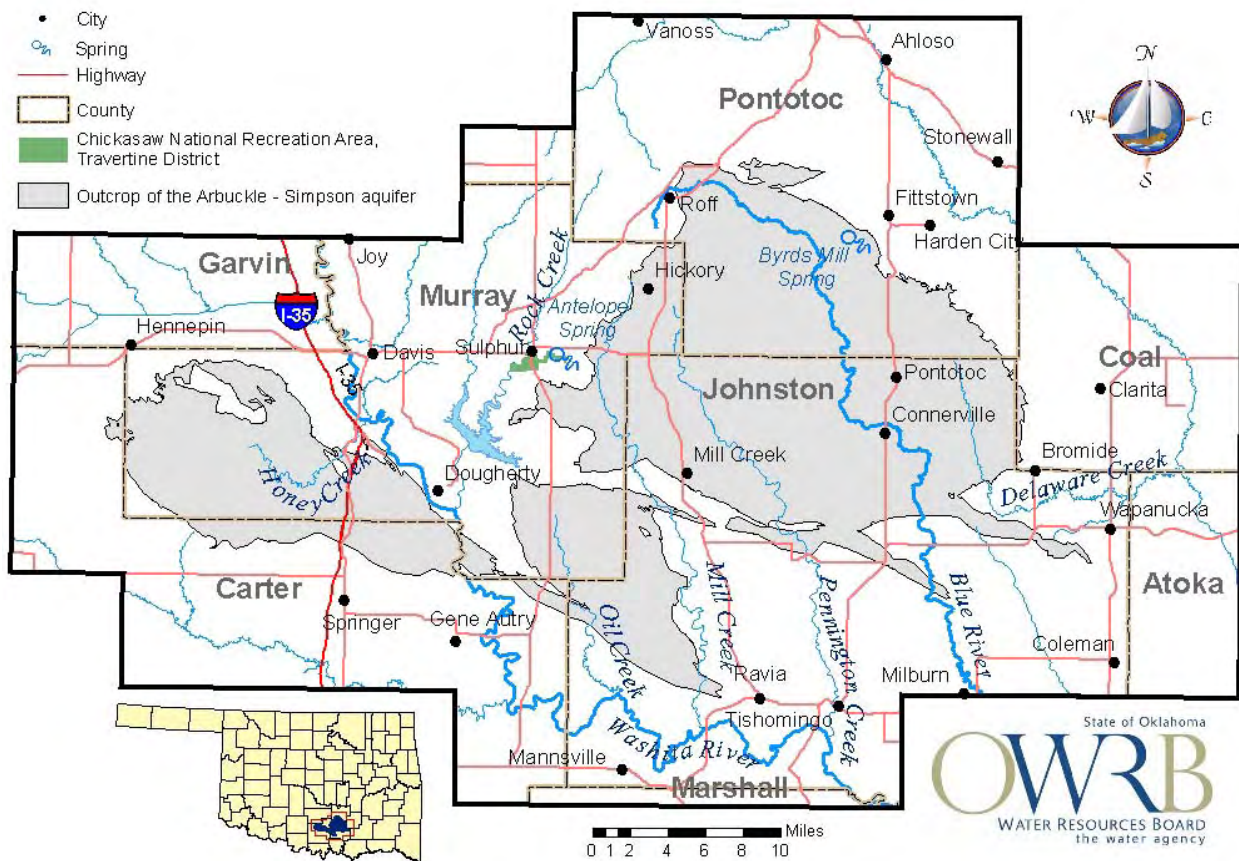 City
Spring
Highway
County
Chickasaw National Recreation Area,
Travertine District
Outcrop of the Arbuckle - Simpson aquifer
N
W
S
Vanoss
Ahloso
Pontotoc
Stonewall
Roff
Fittstown
Harden City
Byrds Mill
Spring
Hickory
Garvin
Joy
Murray
Rock Creek
Antelope
Spring
I-35
Hennepin
Davis
I-35
Sulphur
Johnston
Pontotoc
Connerville
Coal
Clarita
Bromide
Delaware Creek
Wapanucka
Atoka
Honey Creek
Dougherty
Mill Creek
Carter
Springer
Gene Autry
Oil Creek
Mill Creek
Pennington Creek
Blue River
Coleman
Milburn
Ravia
Tishomingo
Washita River
Mannsville
Marshall
Miles
0 1 2 4 6 8 10
State of Oklahoma
OWRB
WATER RESOURCES BOARD
the water agency